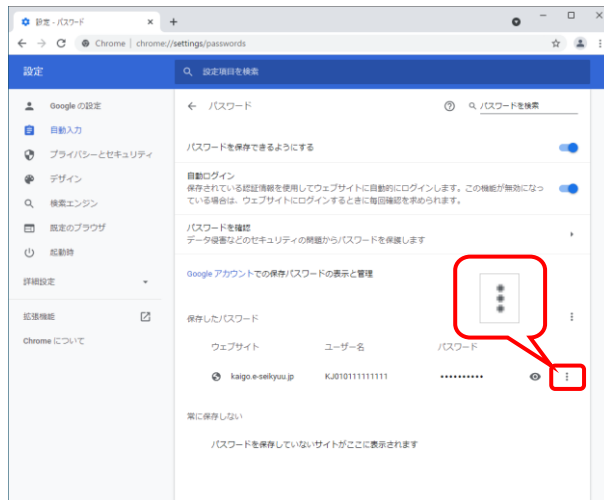 設定 - パスワード
Chrome | chrome://settings/passwords
設定
設定項目を検索
Google の設定
自動入力
プライバシーとセキュリティ
デザイン
検索エンジン
既定のブラウザ
起動時
詳細設定
拡張機能
Chrome について
パスワード
パスワードを検索
パスワードを保存できるようにする
自動ログイン
保存されている認証情報を使用してウェブサイトに自動的にログインします。この機能が無効になっ
ている場合は、ウェブサイトにログインするときに毎回確認を求められます。
パスワードを確認
データ侵害などのセキュリティの問題からパスワードを保護します
Google アカウントでの保存パスワードの表示と管理
保存したパスワード
ウェブサイト ユーザー名 パスワード
kaigo.e-seikyuu.jp KJ010111111111 ••••••••••
常に保存しない
パスワードを保存していないサイトがここに表示されます